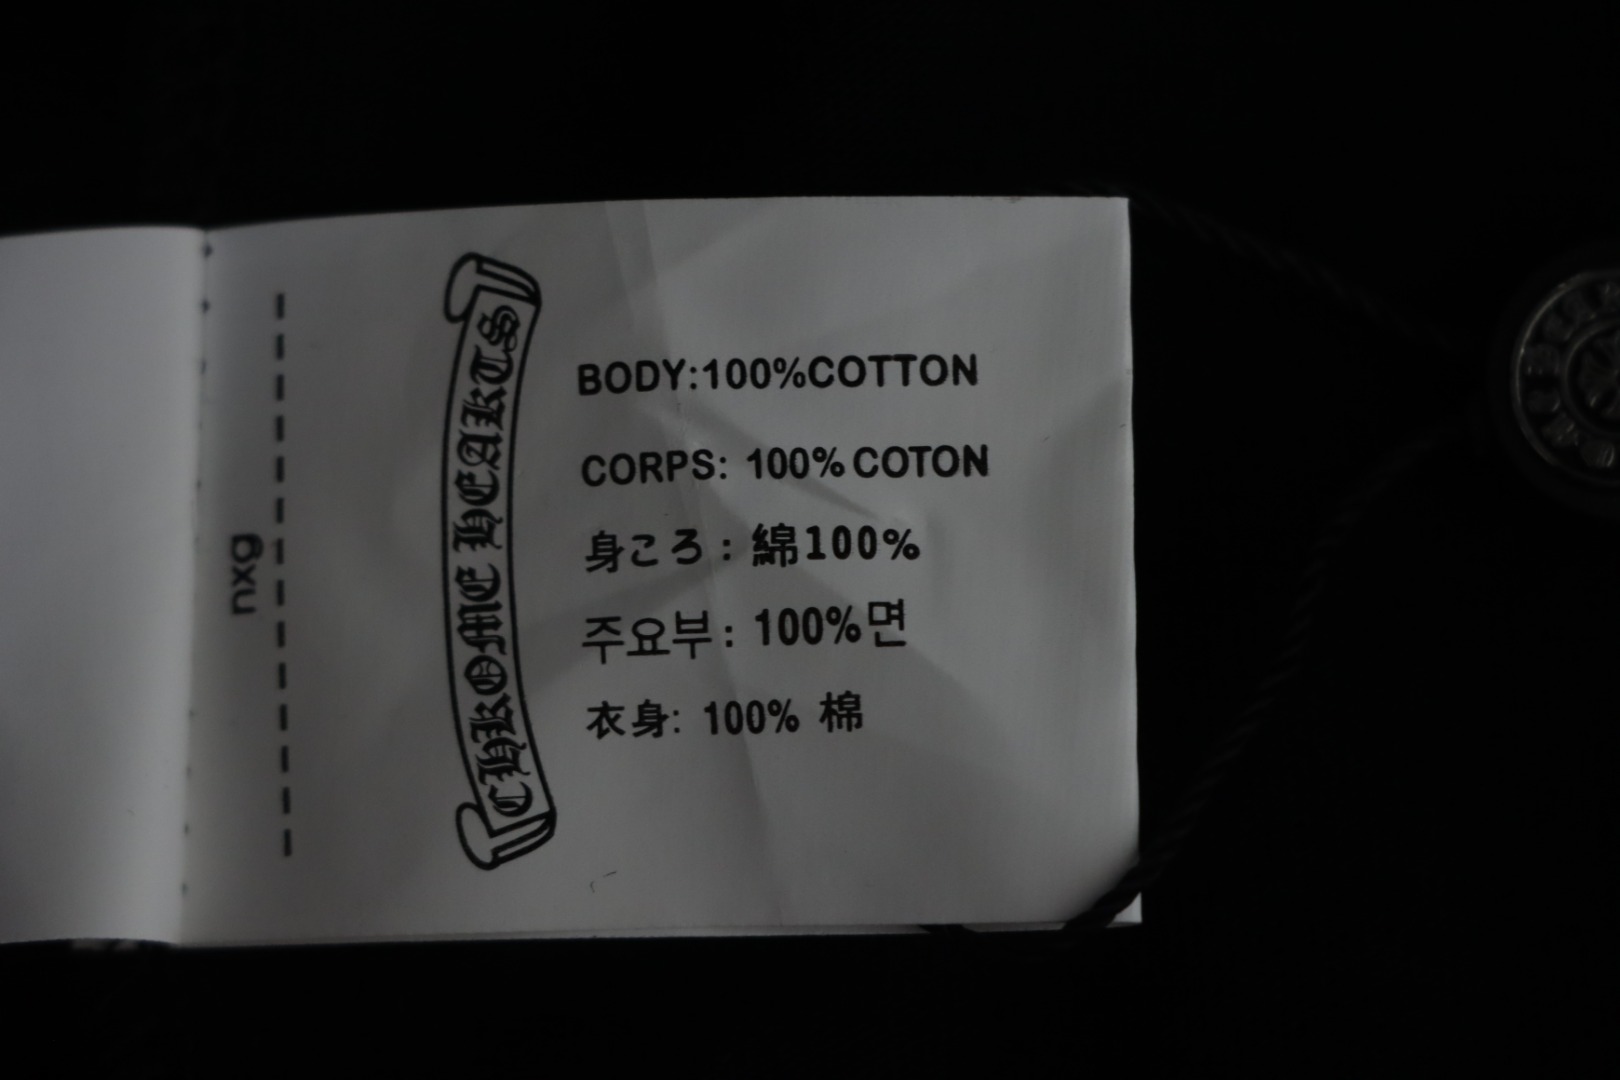 nxg
CHROME HEARTS
BODY:100%COTTON
CORPS: 100% COTON
身ころ : 綿100%
주요부 : 100%면
衣身: 100% 棉